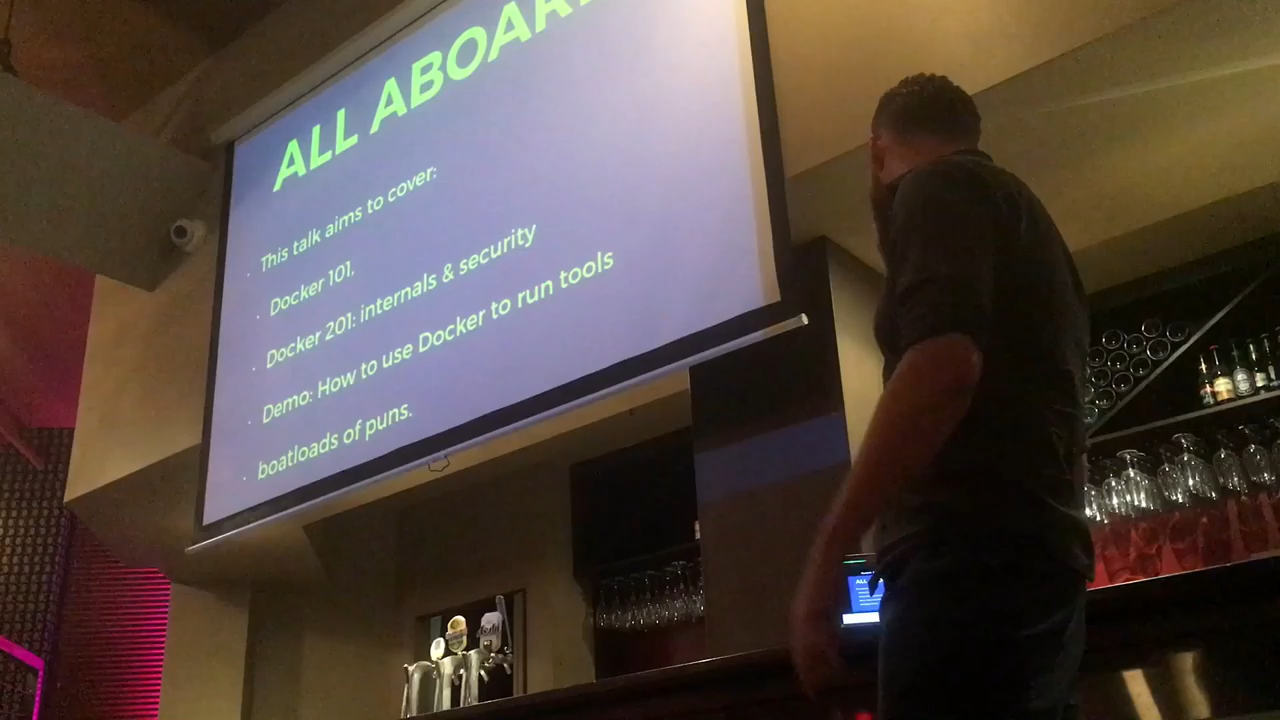 ALL ABOAR
This talk aims to cover:
Docker 101,
Docker 201: internals & security
Demo: How to use Docker to run tools
boatloads of puns.